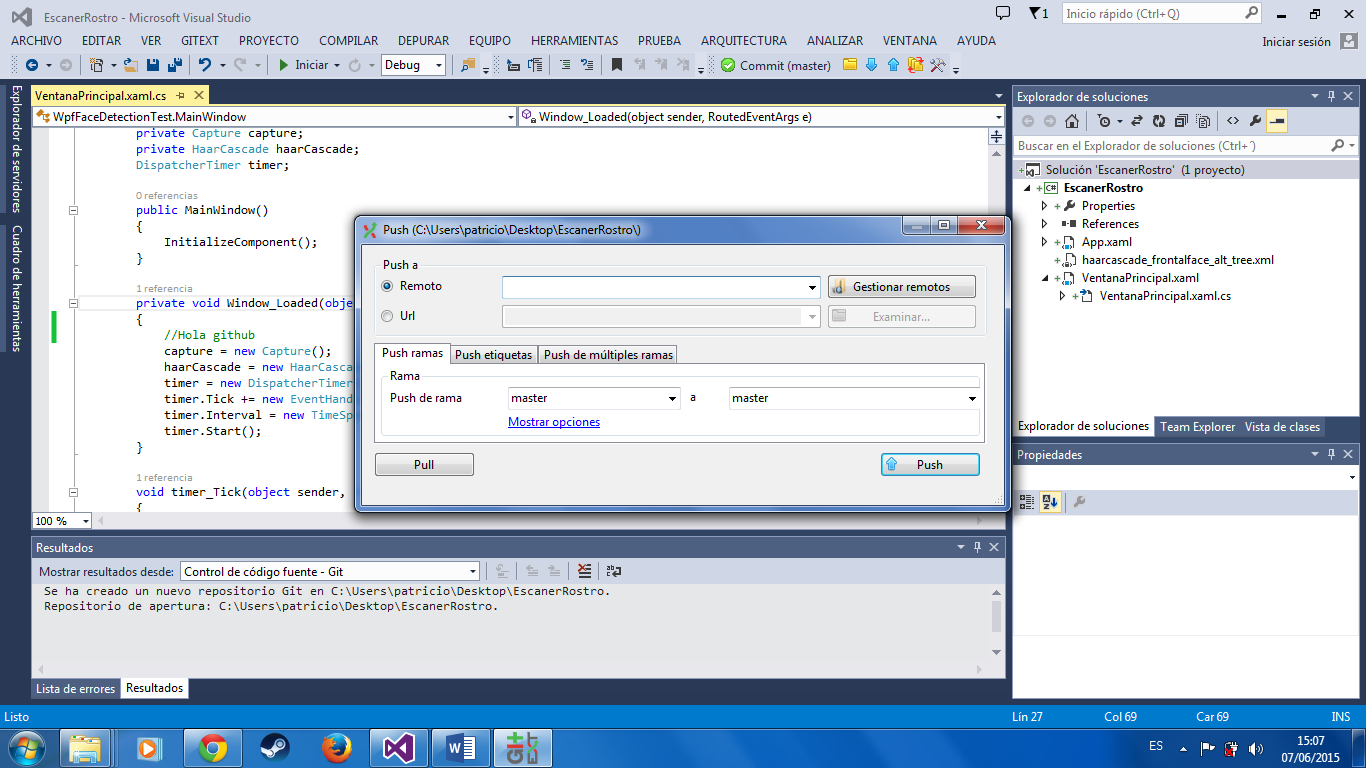 EscanerRostro - Microsoft Visual Studio
1
Inicio rápido (Ctrl+Q)
ARCHIVO EDITAR VER GITEXT PROYECTO COMPILAR DEPURAR EQUIPO HERRAMIENTAS PRUEBA ARQUITECTURA ANALIZAR VENTANA AYUDA
Iniciar sesión
Iniciar Debug Commit (master)
Explorador de servidores
Cuadro de herramientas
VentanaPrincipal.xaml.cs
WpfFaceDetectionTest.MainWindow
Window_Loaded(object sender, RoutedEventArgs e)
private Capture capture;
private HaarCascade haarCascade;
DispatcherTimer timer;
0 referencias
public MainWindow()
{
InitializeComponent();
}
1 referencia
private void Window_Loaded(obje
{
//Hola github
capture = new Capture();
haarCascade = new HaarCasca
timer = new DispatcherTimer
timer.Tick += new EventHand
timer.Interval = new TimeSp
timer.Start();
}
1 referencia
void timer_Tick(object sender,
{
100 %
Push (C:\Users\patricio\Desktop\EscanerRostro\)
Push a
Remoto
Gestionar remotos
Url
Examinar...
Push ramas Push etiquetas Push de múltiples ramas
Rama
Push de rama master a master
Mostrar opciones
Pull
Push
Explorador de soluciones
Buscar en el Explorador de soluciones (Ctrl+´)
Solución 'EscanerRostro' (1 proyecto)
EscanerRostro
Properties
References
App.xaml
haarcascade_frontalface_alt_tree.xml
VentanaPrincipal.xaml
VentanaPrincipal.xaml.cs
Explorador de soluciones Team Explorer Vista de clases
Propiedades
Resultados
Mostrar resultados desde: Control de código fuente - Git
Se ha creado un nuevo repositorio Git en C:\Users\patricio\Desktop\EscanerRostro.
Repositorio de apertura: C:\Users\patricio\Desktop\EscanerRostro.
Lista de errores Resultados
Listo
Lín 27 Col 69 Car 69 INS
ES
15:07
07/06/2015